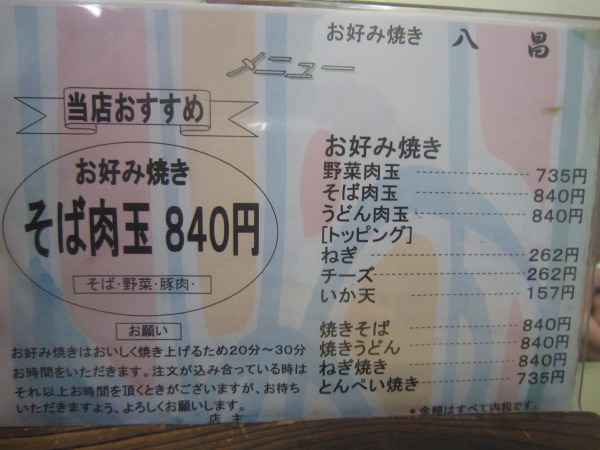 お好み焼き 八昌
メニュー
当店おすすめ
お好み焼き
そば肉玉 840円
そば・野菜・豚肉・
お願い
お好み焼きはおいしく焼き上げるため20分～30分
お時間をいただきます。注文が込み合っている時は
それ以上お時間を頂くときがございますが、お待ち
いただきますよう、よろしくお願いします。
店 主
お好み焼き
野菜肉玉 735円
そば肉玉 840円
うどん肉玉 840円
[トッピング]
ねぎ 262円
チーズ 262円
いか天 157円
焼きそば 840円
焼きうどん 840円
ねぎ焼き 840円
とんぺい焼き 735円
*金額はすべて内税です。